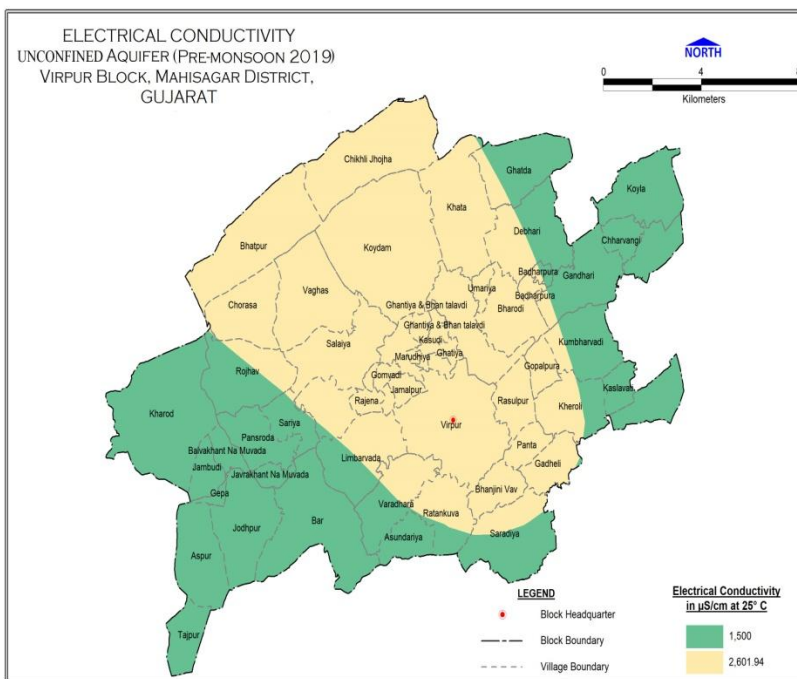 ELECTRICAL CONDUCTIVITY
UNCONFINED AQUIFER (PRE-MONSOON 2019)
VIRPUR BLOCK, MAHISAGAR DISTRICT,
GUJARAT
NORTH
0 4 8
Kilometers
Chikhli Jhojha
Ghatda
Koyla
Khata
Debhari
Chharvangi
Bhatpur
Koydam
Badharpura
Gandhari
Vaghas
Umariya
Badharpura
Chorasa
Ghantiya & Bhan talavdi
Bharodi
Ghantiya & Bhan talavdi
Salaiya
Kasudi
Kumbharvadi
Marudhiya
Ghatiya
Gopalpura
Rojhav
Gomvadi
Jamalpur
Kaslavati
Kharod
Rajena
Rasulpur
Kheroli
Sariya
Virpur
Pansroda
Panta
Balvakhant Na Muvada
Limbarvada
Gadheli
Jambudi
Javrakhant Na Muvada
Bhanjini Vav
Gepa
Varadhara
Ratankuva
Jodhpur
Bar
Asundariya
Saradiya
Aspur
Tajpur
LEGEND
Block Headquarter
Block Boundary
Village Boundary
Electrical Conductivity
in µS/cm at 25° C
1,500
2,601.94